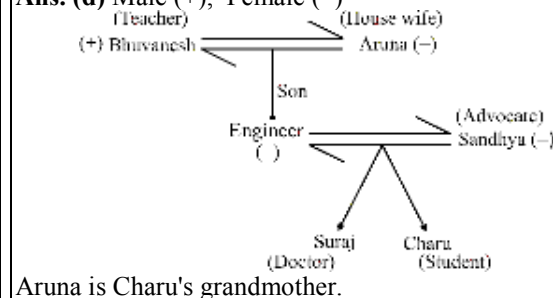 Ans. (d) Male (+), Female (–)
(Teacher) (House wife)
(+) Bhuvanesh Aruna (–)
Son
(Advocate)
Engineer Sandhya (–)
( )
Suraj Charu
(Doctor) (Student)
Aruna is Charu's grandmother.